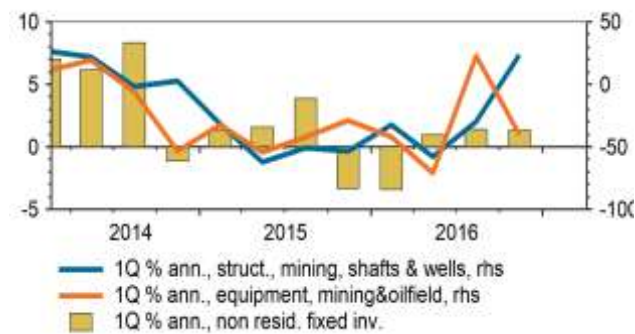 10
5
0
-5
50
0
-50
-100
2014 2015 2016
1Q % ann., struct., mining, shafts & wells, rhs
1Q % ann., equipment, mining&oilfield, rhs
1Q % ann., non resid. fixed inv.